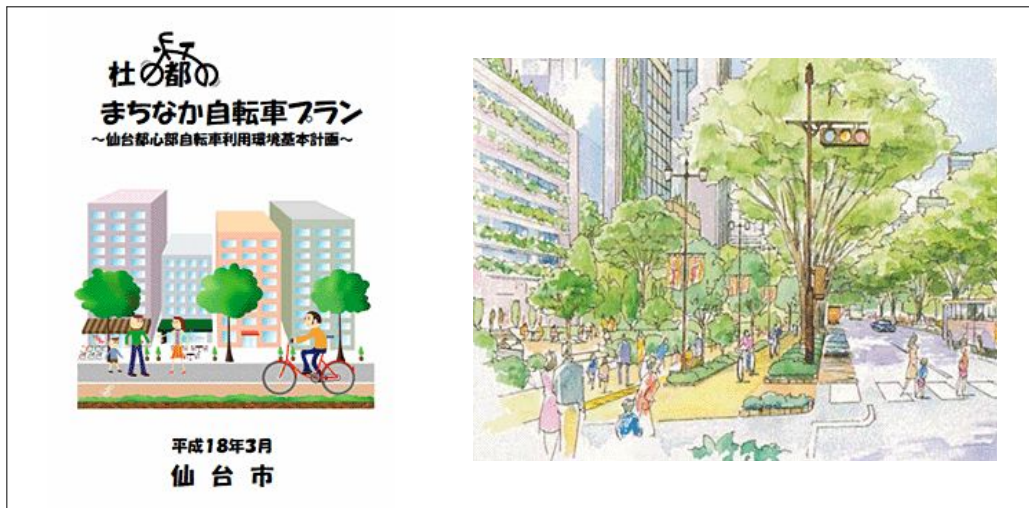 杜の都の
まちなか自転車プラン
~仙台都心部自転車利用環境基本計画~
平成18年3月
仙台市